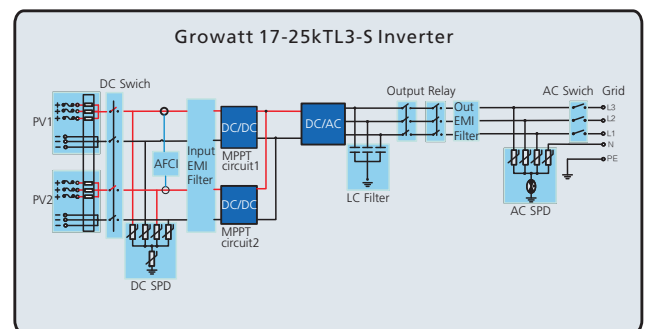 Growatt 17-25kTL3-S Inverter
DC Swich
Output Relay
AC Swich
Grid
PV1
PV2
+
+
+
−
−
−
+
+
+
−
−
−
AFCI
Input
EMI
Filter
DC/DC
MPPT
circuit1
DC/DC
MPPT
circuit2
DC SPD
DC/AC
LC Filter
Out
EMI
Filter
AC SPD
L3
L2
L1
N
PE